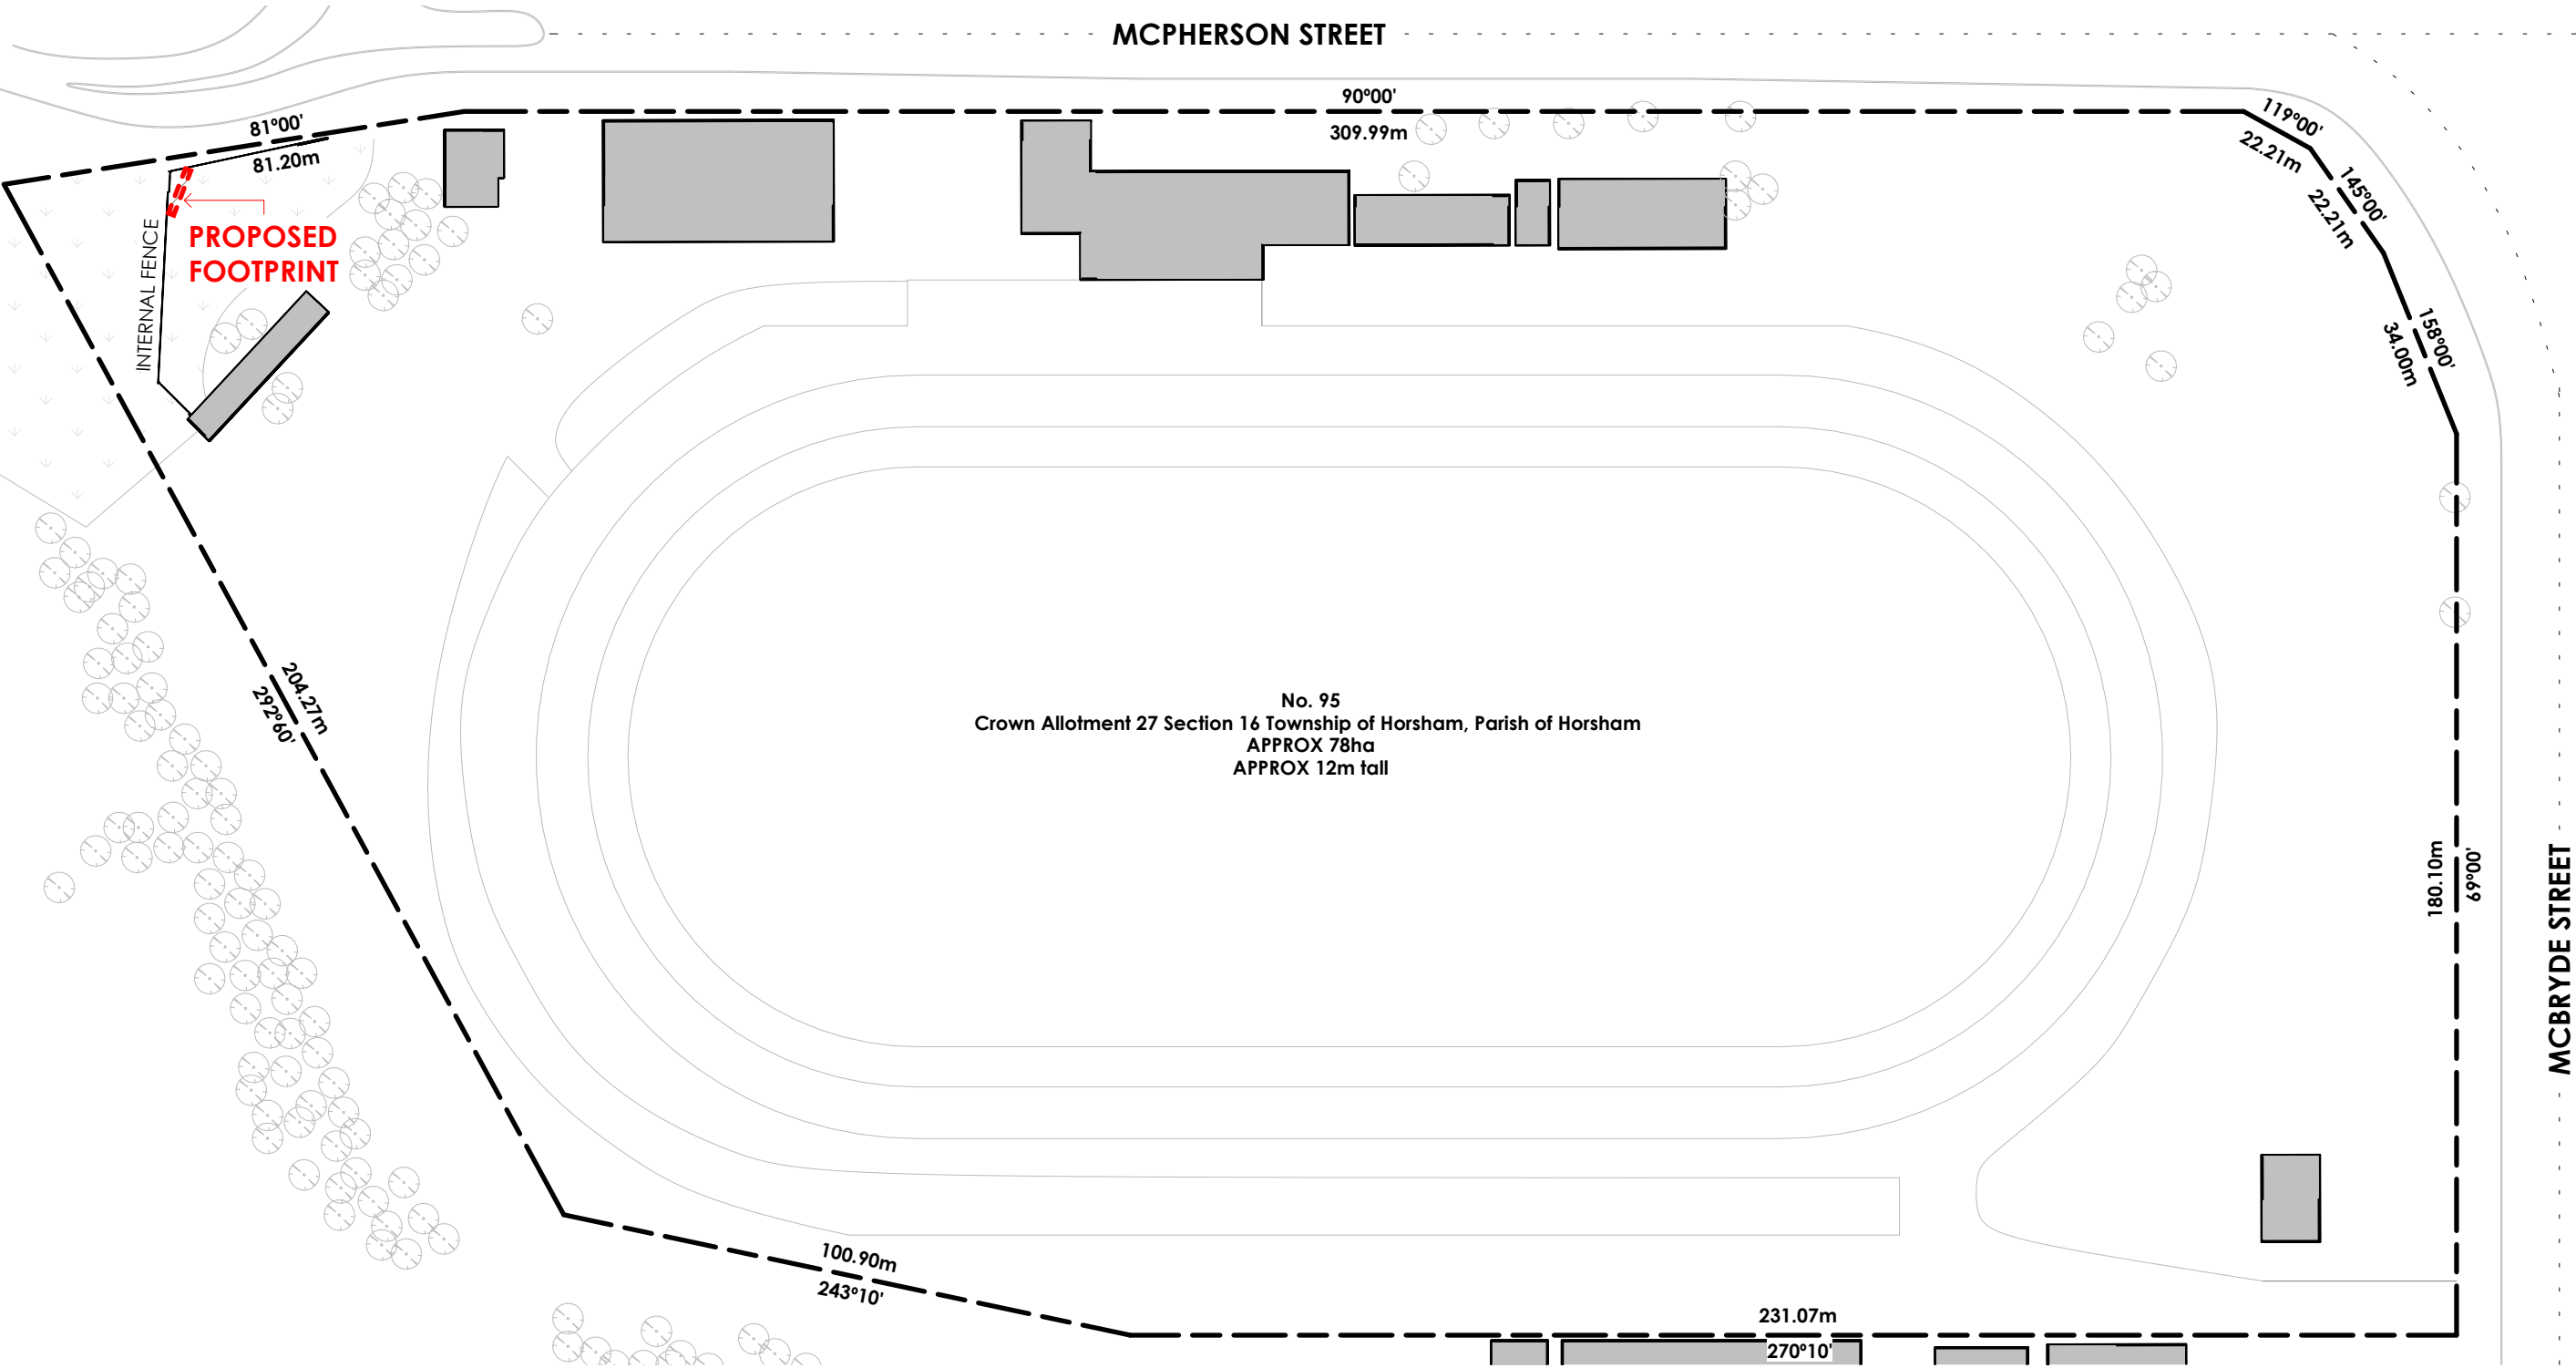 MCPHERSON STREET
90°00'
309.99m
81°00'
81.20m
119°00'
22.21m
145°00'
22.21m
158°00'
34.00m
PROPOSED
FOOTPRINT
INTERNAL FENCE
204.27m
292°60'
No. 95
Crown Allotment 27 Section 16 Township of Horsham, Parish of Horsham
APPROX 78ha
APPROX 12m tall
180.10m
69°00'
MCBRYDE STREET
100.90m
243°10'
231.07m
270°10'